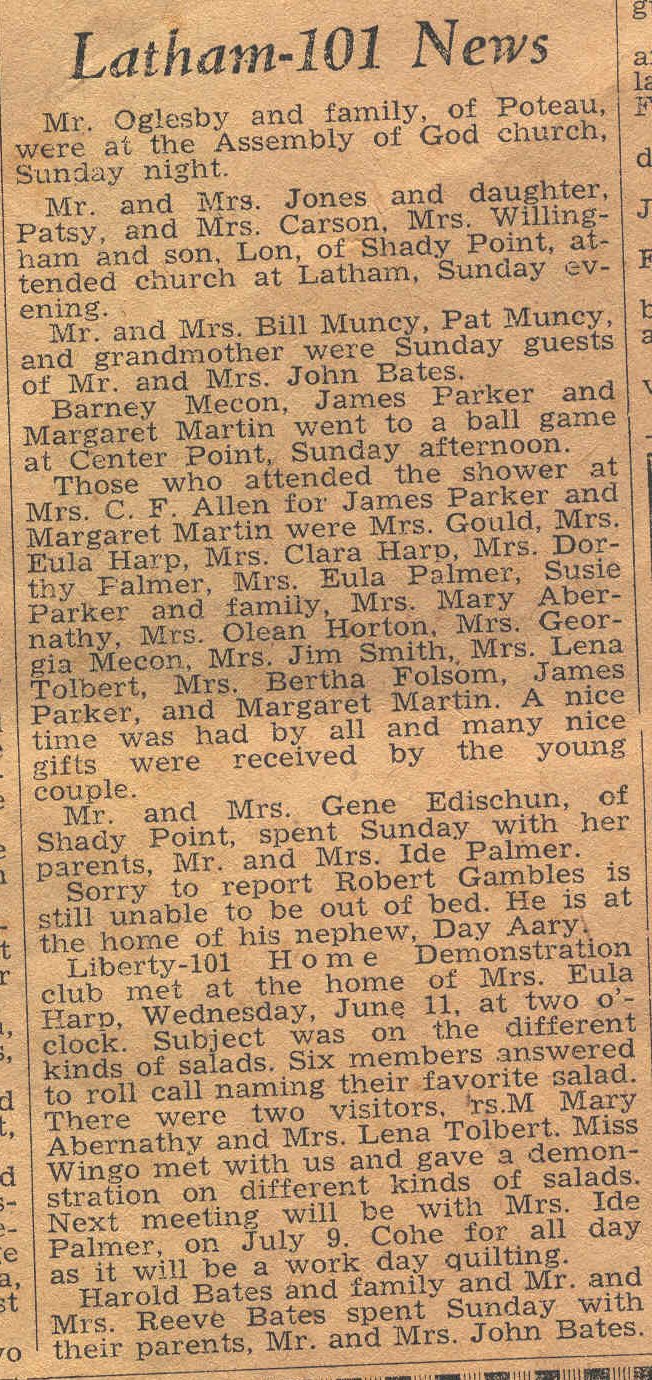 Latham-101 News
Mr. Oglesby and family, of Poteau,
were at the Assembly of God church,
Sunday night.
Mr. and Mrs. Jones and daughter,
Patsy, and Mrs. Carson, Mrs. Willing-
ham and son, Lon, of Shady Point, at-
tended church at Latham, Sunday ev-
ening.
Mr. and Mrs. Bill Muncy, Pat Muncy,
and grandmother were Sunday guests
of Mr. and Mrs. John Bates.
Barney Mecon, James Parker and
Margaret Martin went to a ball game
at Center Point, Sunday afternoon.
Those who attended the shower at
Mrs. C. F. Allen for James Parker and
Margaret Martin were Mrs. Gould, Mrs.
Eula Harp, Mrs. Clara Harp, Mrs. Dor-
thy Palmer, Mrs. Eula Palmer, Susie
Parker and family, Mrs. Mary Aber-
nathy, Mrs. Olean Horton, Mrs. Geor-
gia Mecon, Mrs. Jim Smith, Mrs. Lena
Tolbert, Mrs. Bertha Folsom, James
Parker, and Margaret Martin. A nice
time was had by all and many nice
gifts were received by the young
couple.
Mr. and Mrs. Gene Edischun, of
Shady Point, spent Sunday with her
parents, Mr. and Mrs. Ide Palmer.
Sorry to report Robert Gambles is
still unable to be out of bed. He is at
the home of his nephew, Day Aary.
Liberty-101 Home Demonstration
club met at the home of Mrs. Eula
Harp, Wednesday, June 11, at two o'-
clock. Subject was on the different
kinds of salads. Six members answered
to roll call naming their favorite salad.
There were two visitors, rs.M Mary
Abernathy and Mrs. Lena Tolbert. Miss
Wingo met with us and gave a demon-
stration on different kinds of salads.
Next meeting will be with Mrs. Ide
Palmer, on July 9. Cohe for all day
as it will be a work day quilting.
Harold Bates and family and Mr. and
Mrs. Reeve Bates spent Sunday with
their parents, Mr. and Mrs. John Bates.